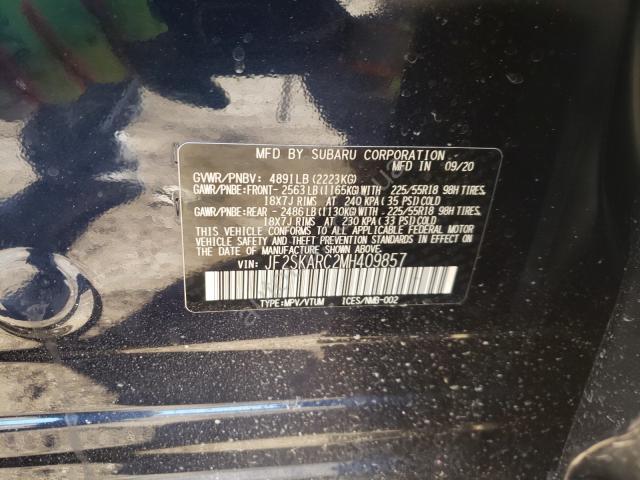 MFD BY SUBARU CORPORATION
MFD IN 09/20
GVWR/PNBV: 4891LB (2223KG)
GAWR/PNBE:FRONT-2563LB(1165KG)WITH 225/55R18 98H TIRES,
18X7J RIMS AT 240 KPA (35 PSI)COLD
GAWR/PNBE:REAR -2486LB(1130KG)WITH 225/55R18 98H TIRES,
18X7J RIMS AT 230 KPA (33 PSI)COLD
THIS VEHICLE CONFORMS TO ALL APPLICABLE FEDERAL MOTOR
VEHICLE SAFETY AND THEFT PREVENTION STANDARDS IN EFFECT ON
THE DATE OF MANUFACTURE SHOWN ABOVE.
VIN: JF2SKARC2MH409857
TYPE:MPV/VTUM ICES/NMB-002